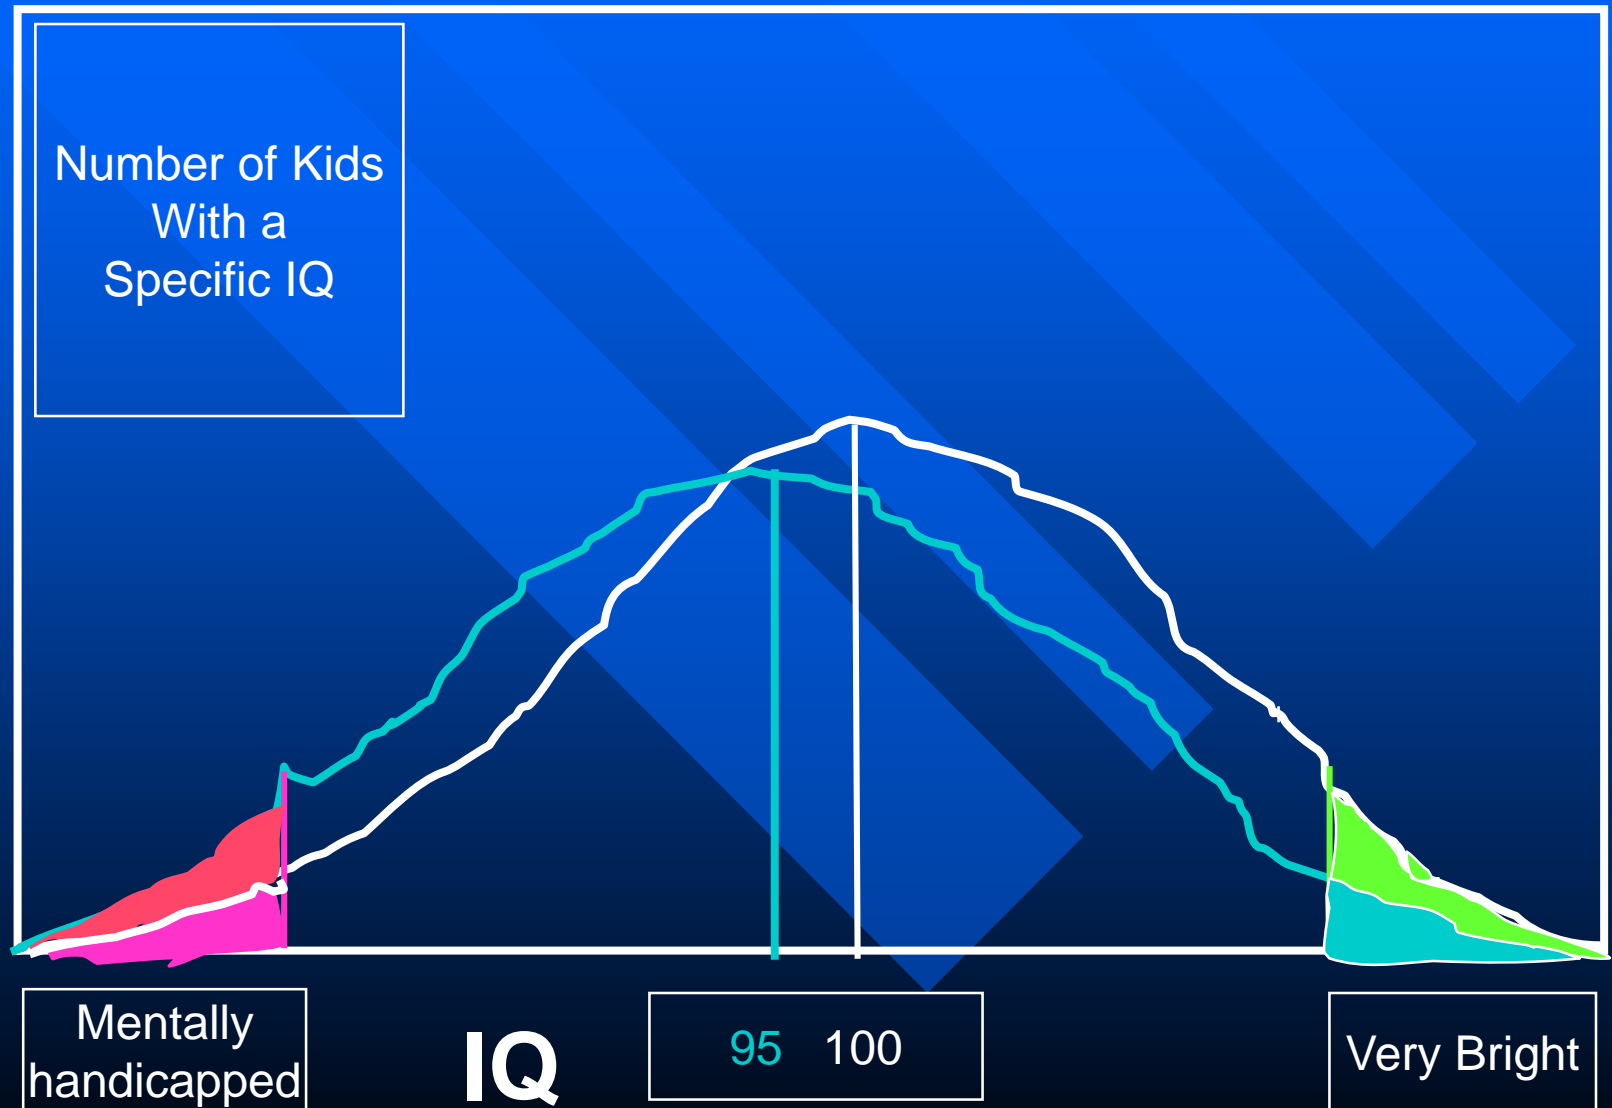 Number of Kids
With a
Specific IQ
Mentally
handicapped
IQ
95 100
Very Bright